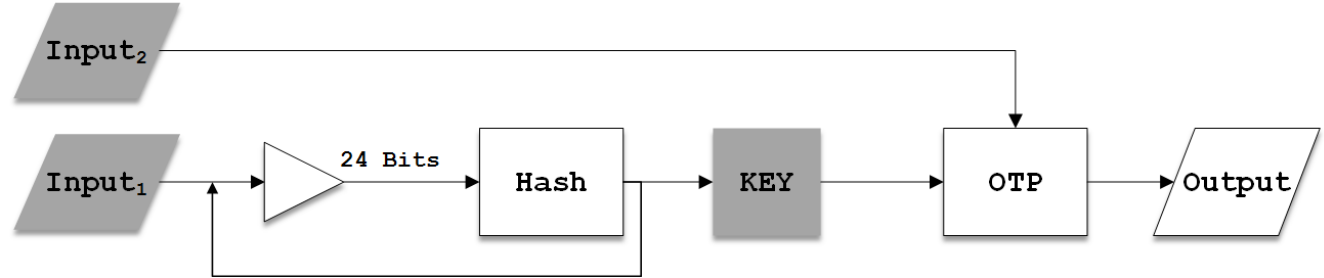 Input₂
Input₁
24 Bits
Hash
KEY
OTP
Output